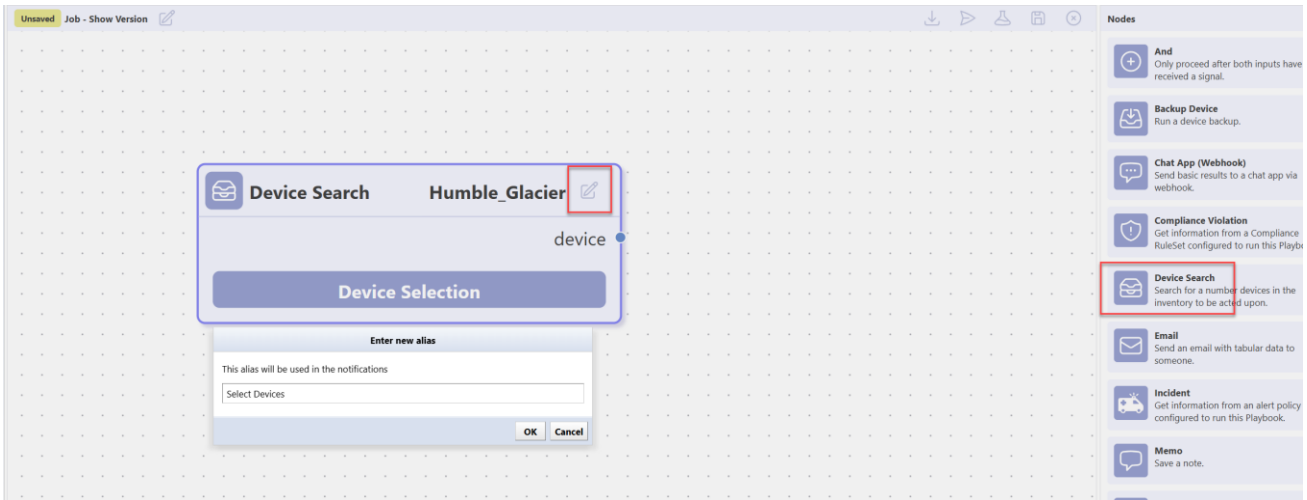 Unsaved Job - Show Version
Device Search Humble_Glacier
device
Device Selection
Enter new alias
This alias will be used in the notifications
Select Devices
OK Cancel
Nodes
And
Only proceed after both inputs have
received a signal.
Backup Device
Run a device backup.
Chat App (Webhook)
Send basic results to a chat app via
webhook.
Compliance Violation
Get information from a Compliance
RuleSet configured to run this
Device Search
Search for a number devices in the
inventory to be acted upon.
Email
Send an email with tabular data to
someone.
Incident
Get information from an alert policy
configured to run this Playbook.
Memo
Save a note.